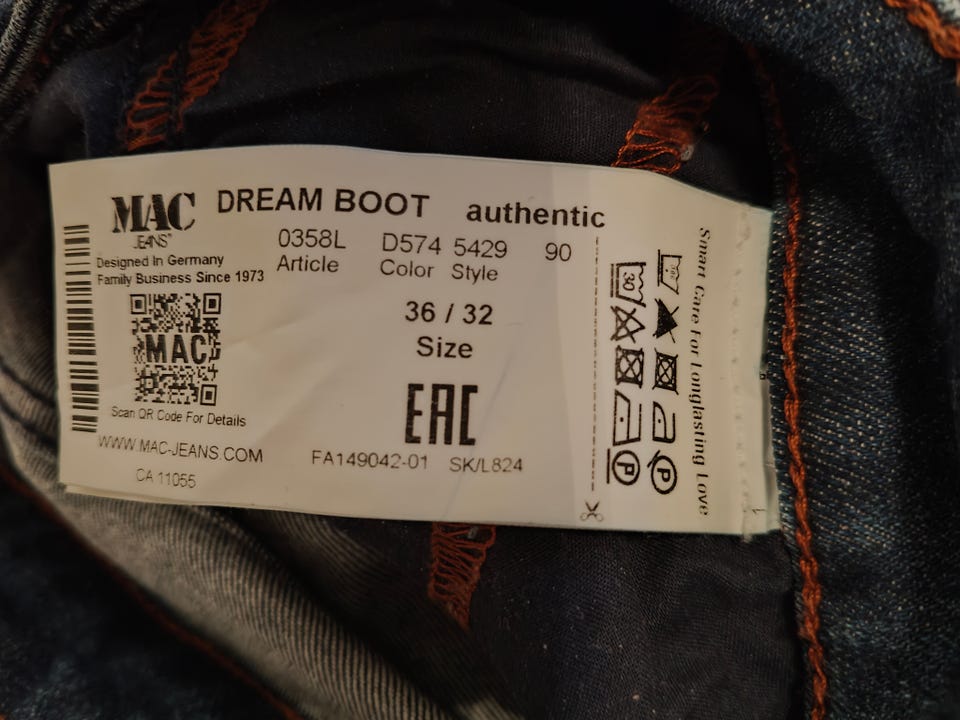 MAC
JEANS
DREAM BOOT authentic
0358L D574 5429 90
Article Color Style
Designed In Germany
Family Business Since 1973
36 / 32
Size
MAC
Scan QR Code For Details
EAC
WWW.MAC-JEANS.COM
FA149042-01 SK/L824
CA 11055
30
P
P
Smart Care For Longlasting Love
1